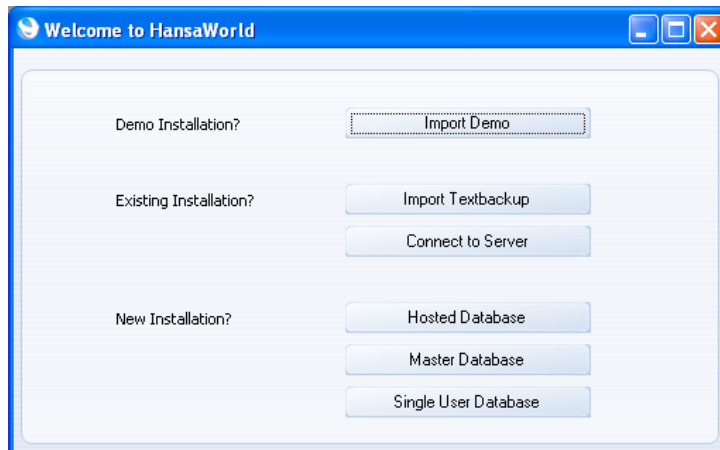 Welcome to HansaWorld
Demo Installation? Import Demo
Existing Installation? Import Textbackup
Connect to Server
New Installation? Hosted Database
Master Database
Single User Database